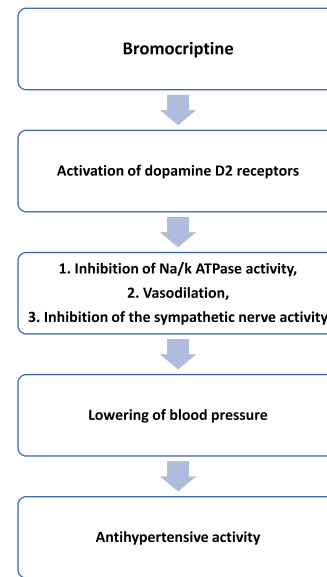 Bromocriptine
Activation of dopamine D2 receptors
1. Inhibition of Na/k ATPase activity,
2. Vasodilation,
3. Inhibition of the sympathetic nerve activity
Lowering of blood pressure
Antihypertensive activity